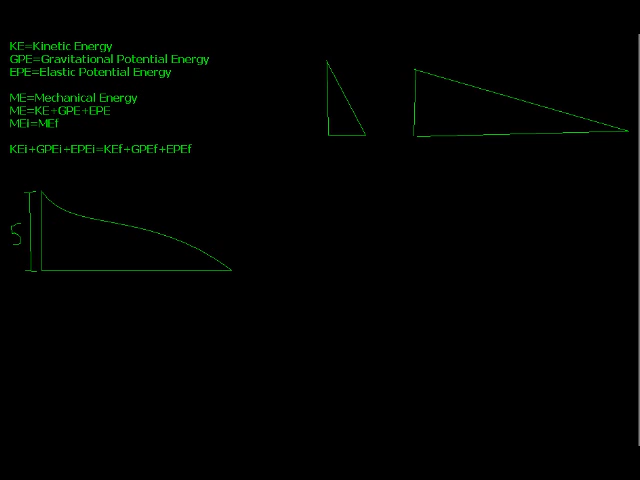 KE=Kinetic Energy
GPE=Gravitational Potential Energy
EPE=Elastic Potential Energy
ME=Mechanical Energy
ME=KE+GPE+EPE
MEi=MEf
KEi+GPEi+EPEi=KEf+GPEf+EPEf
5